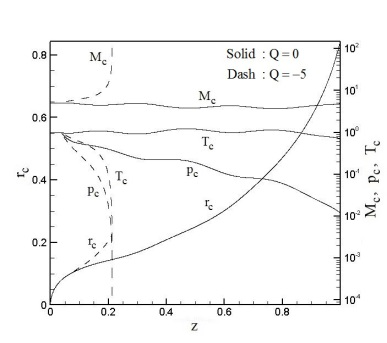 0.8
0.6
0.4
0.2
0
r_c
0
0.2
0.4
0.6
0.8
z
10^2
10^1
10^0
10^-1
10^-2
10^-3
10^-4
M_c, p_c, T_c
Solid : Q = 0
Dash : Q = −5
M_c
M_c
T_c
T_c
p_c
p_c
r_c
r_c